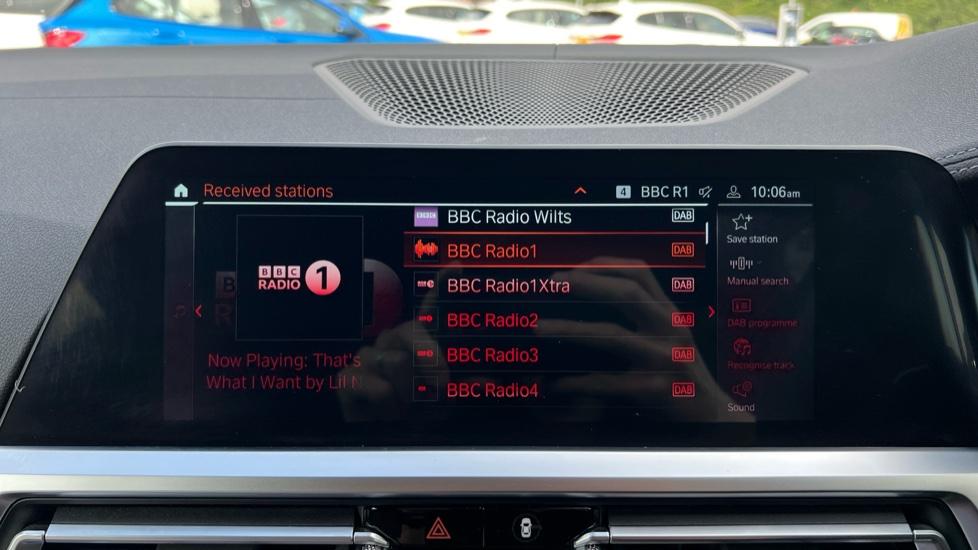 Received stations
4 BBC R1 10:06am
BBC Radio Wilts DAB
BBC Radio1 DAB
BBC Radio1Xtra DAB
BBC Radio2 DAB
BBC Radio3 DAB
BBC Radio4 DAB
BBC
RADIO 1
Now Playing: That's
What I Want by Lil N
Save station
Manual search
DAB programme
Recognise track
Sound